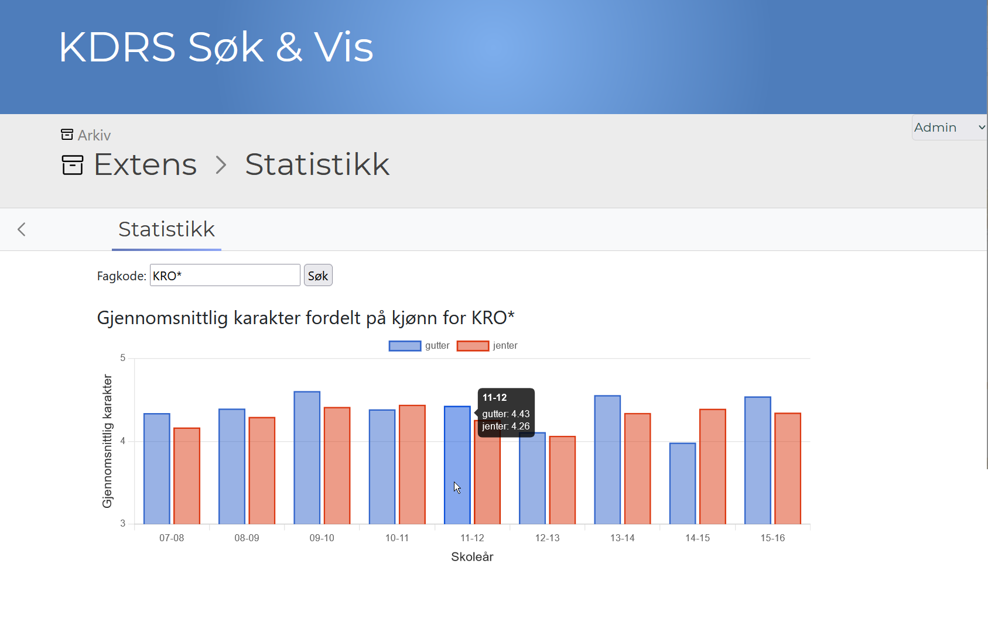 KDRS Søk & Vis
Arkiv
Admin
Extens > Statistikk
Statistikk
Fagkode: KRO* Søk
Gjennomsnittlig karakter fordelt på kjønn for KRO*
gutter jenter
5
4
3
Gjennomsnittlig karakter
11-12
gutter: 4.43
jenter: 4.26
07-08 08-09 09-10 10-11 11-12 12-13 13-14 14-15 15-16
Skoleår